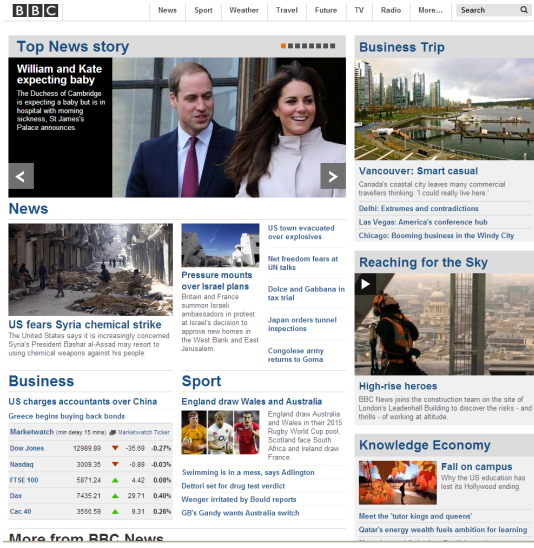 BBC
News Sport Weather Travel Future TV Radio More... Search
Top News story
William and Kate
expecting baby
The Duchess of Cambridge
is expecting a baby but is in
hospital with morning
sickness, St James's
Palace announces.
News
US fears Syria chemical strike
The United States says it is increasingly concerned
Syria's President Bashar al-Assad may resort to
using chemical weapons against his people.
Pressure mounts
over Israel plans
Britain and France
summon Israeli
ambassadors in protest
at Israel's decision to
approve new homes in
the West Bank and East
Jerusalem
US town evacuated
over explosives
Net freedom fears at
UN talks
Dolce and Gabbana in
tax trial
Japan orders tunnel
inspections
Congolese army
returns to Goma
Business
US charges accountants over China
Greece begins buying back bonds
Marketwatch (min delay 15 mins) Marketwatch Ticker
Dow Jones 12989.89 -35.69 -0.27%
Nasdaq 3009.35 -0.89 -0.03%
FTSE 100 5871.24 4.42 0.08%
Dax 7435.21 29.71 0.40%
Cac 40 3566.59 9.31 0.26%
Sport
England draw Wales and Australia
England draw Australia
and Wales in their 2015
Rugby World Cup pool,
Scotland face South
Africa and Ireland draw
France.
Swimming is in a mess, says Adlington
Dettori set for drug test verdict
Wenger irritated by Bould reports
GB's Gandy wants Australia switch
More from BBC News
Business Trip
Vancouver: Smart casual
Canada's coastal city leaves many commercial
travellers thinking: 'I could really live here.'
Delhi: Extremes and contradictions
Las Vegas: America's conference hub
Chicago: Booming business in the Windy City
Reaching for the Sky
High-rise heroes
BBC News joins the construction team on the site of
London's Leadenhall Building to discover the risks - and
thrills - of working at altitude.
Knowledge Economy
Fall on campus
Why the US education has
lost its Hollywood ending.
Meet the 'tutor kings and queens'
Qatar's energy wealth fuels ambition for learning